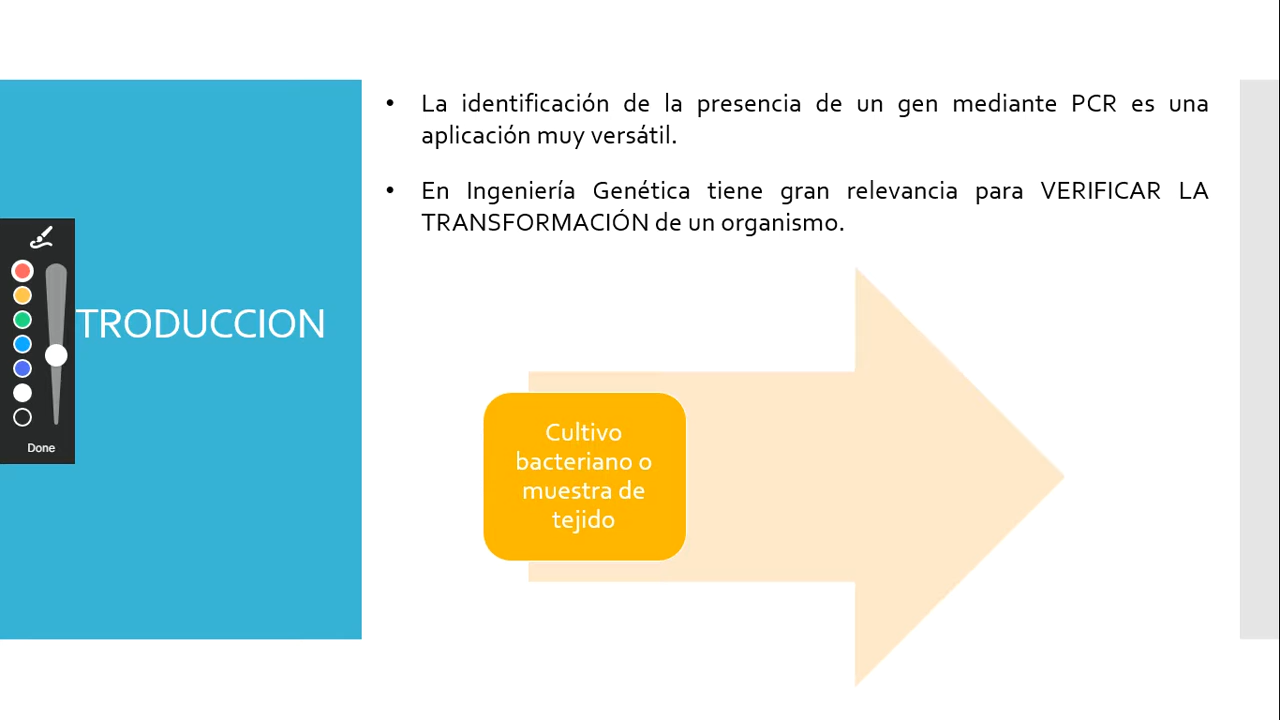 • La identificación de la presencia de un gen mediante PCR es una
aplicación muy versátil.
• En Ingeniería Genética tiene gran relevancia para VERIFICAR LA
TRANSFORMACIÓN de un organismo.
TRODUCCION
Done
Cultivo
bacteriano o
muestra de
tejido